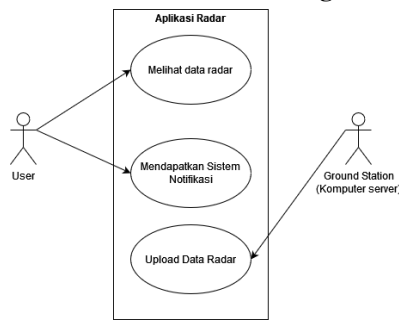 Aplikasi Radar
Melihat data radar
Mendapatkan Sistem
Notifikasi
User
Ground Station
(Komputer server)
Upload Data Radar